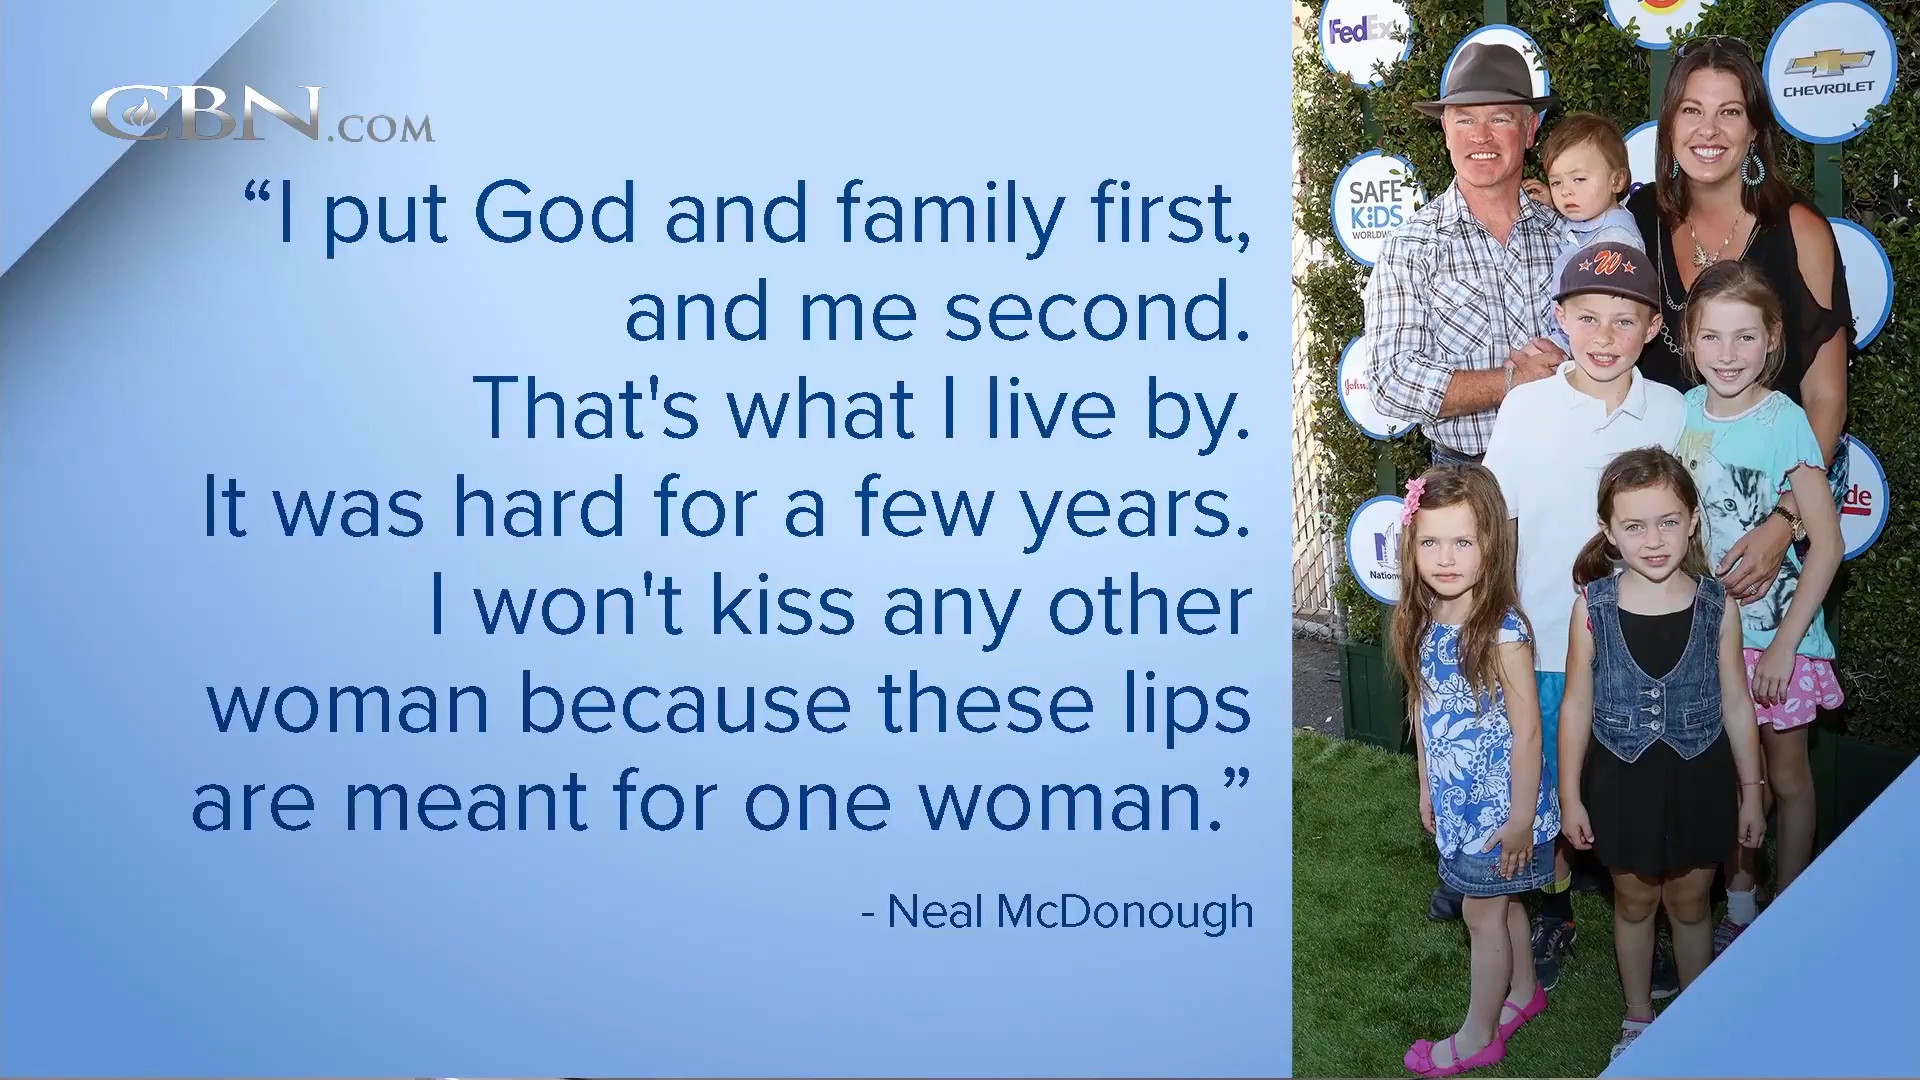 CBN.COM
“I put God and family first,
and me second.
That's what I live by.
It was hard for a few years.
I won't kiss any other
woman because these lips
are meant for one woman.”
- Neal McDonough
FedEx
CHEVROLET
SAFE
KIDS
W